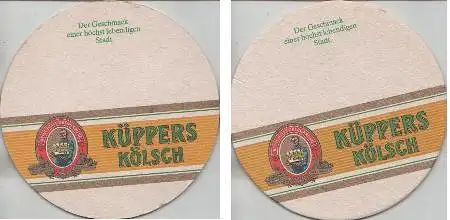 Der Geschmack
einer höchst lebendigen
Stadt.
KÜPPERS
KÖLSCH
Der Geschmack
einer höchst lebendigen
Stadt.
KÜPPERS
KÖLSCH